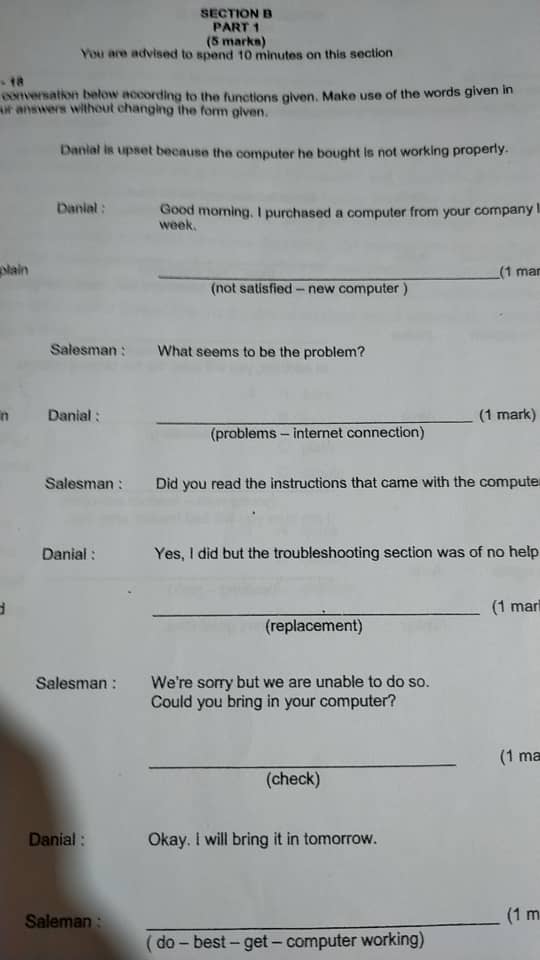 SECTION B
PART 1
(5 marks)
You are advised to spend 10 minutes on this section
- 18
conversation below according to the functions given. Make use of the words given in
answers without changing the form given.
Danial is upset because the computer he bought is not working properly.
Danial : Good morning. I purchased a computer from your company
week.
plain ____ (1 mar
(not satisfied – new computer )
Salesman : What seems to be the problem?
n Danial : ____ (1 mark)
(problems – internet connection)
Salesman : Did you read the instructions that came with the compute
Danial : Yes, I did but the troubleshooting section was of no help
d ____ (1 mar
(replacement)
Salesman : We're sorry but we are unable to do so.
Could you bring in your computer?
____ (1 ma
(check)
Danial : Okay. I will bring it in tomorrow.
Saleman : ____ (1 m
( do – best – get – computer working)